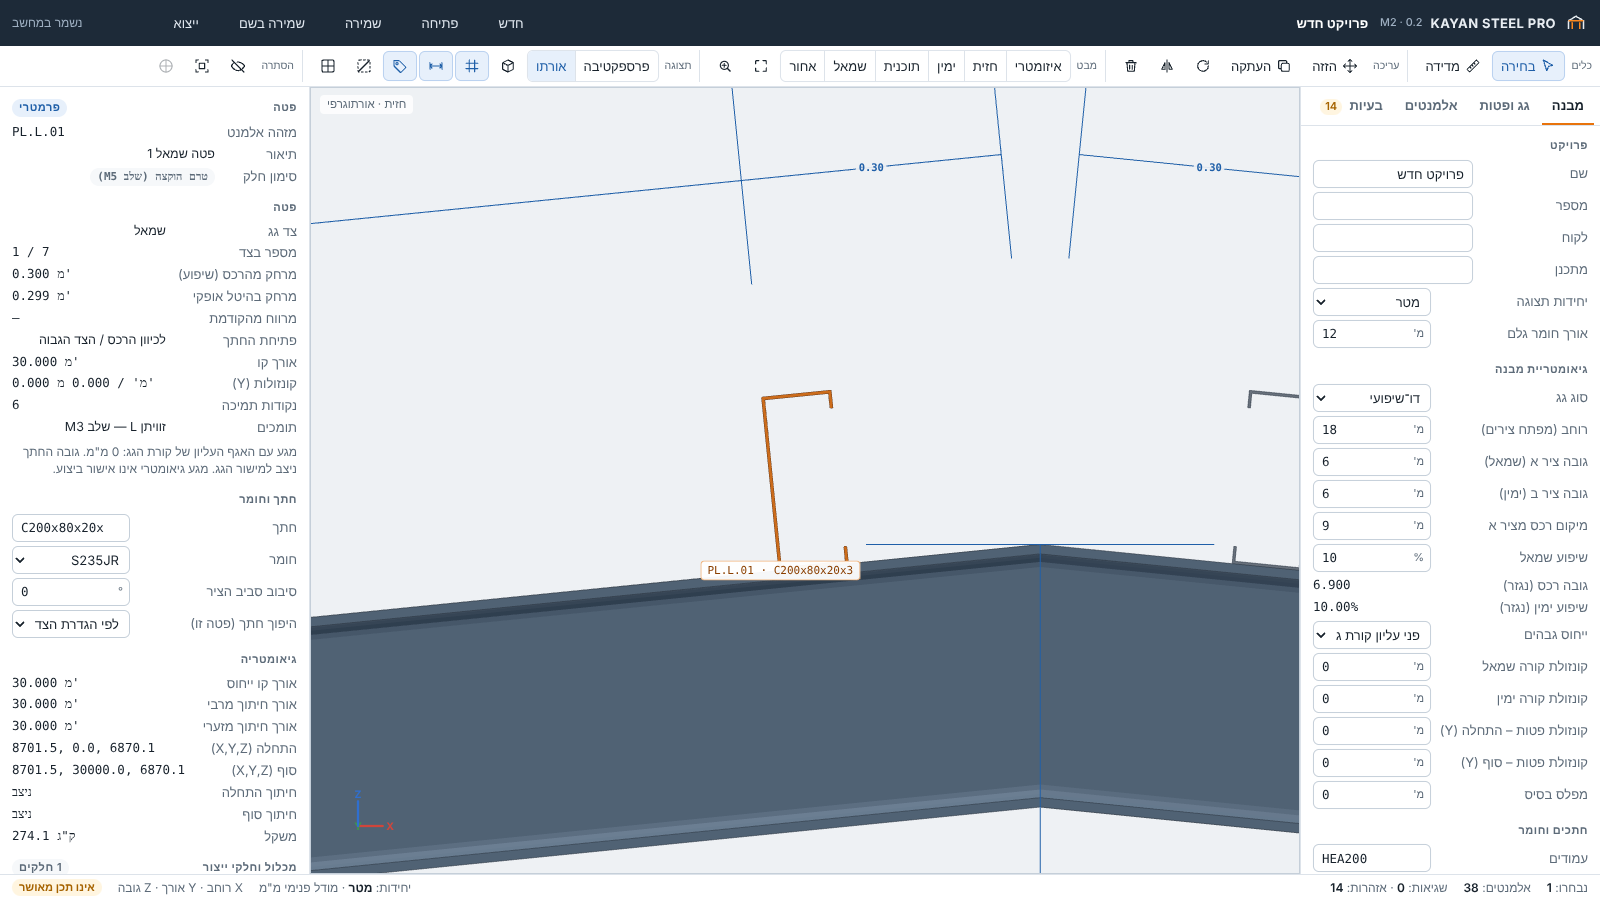 KAYAN STEEL PRO
M2 · 0.2
פרויקט חדש
חדש
פתיחה
שמירה
שמירה בשם
ייצוא
נשמר במחשב
כלים
בחירה
מדידה
עריכה
הזזה
העתקה
מבט
איזומטרי
חזית
ימין
תוכנית
שמאל
אחור
תצוגה
פרספקטיבה
אורתו
הסתרה
מבנה
גג ופטות
אלמנטים
בעיות 14
פרויקט
שם פרויקט חדש
מספר
לקוח
מתכנן
יחידות תצוגה מטר
אורך חומר גלם 12 מ'
גיאומטריית מבנה
סוג גג דו־שיפועי
רוחב (מפתח צירים) 18 מ'
גובה ציר א (שמאל) 6 מ'
גובה ציר ב (ימין) 6 מ'
מיקום רכס מציר א 9 מ'
שיפוע שמאל 10 %
גובה רכס (נגזר) 6.900
שיפוע ימין (נגזר) 10.00%
ייחוס גבהים פני עליון קורת ג
קונזולת קורה שמאל 0 מ'
קונזולת קורה ימין 0 מ'
קונזולת פטות – התחלה (Y) 0 מ'
קונזולת פטות – סוף (Y) 0 מ'
מפלס בסיס 0 מ'
חתכים וחומר
עמודים HEA200
חזית · אורתוגרפי
0.30
0.30
PL.L.01 · C200x80x20x3
Z
Y
X
פטה
פרמטרי
מזהה אלמנט PL.L.01
תיאור פטה שמאל 1
סימון חלק טרם הוקצה (שלב M5)
פטה
צד גג שמאל
מספר בצד 1 / 7
מרחק מהרכס (שיפוע) 0.300 מ'
מרחק בהיטל אופקי 0.299 מ'
מרווח מהקודמת –
פתיחת החתך לכיוון הרכס / הצד הגבוה
אורך קו 30.000 מ'
קונזולות (Y) 0.000 מ' / 0.000 מ'
נקודות תמיכה 6
תומכים זוויתן L — שלב M3
מגע עם האגף העליון של קורת הגג: 0 מ"מ. גובה החתך
ניצב למישור הגג. מגע גיאומטרי אינו אישור ביצוע.
חתך וחומר
חתך C200x80x20x
חומר S235JR
סיבוב סביב הציר 0 °
היפוך חתך (פטה זו) לפי הגדרת הצד
גיאומטריה
אורך קו ייחוס 30.000 מ'
אורך חיתוך מרבי 30.000 מ'
אורך חיתוך מזערי 30.000 מ'
התחלה (X,Y,Z) 8701.5, 0.0, 6870.1
סוף (X,Y,Z) 8701.5, 30000.0, 6870.1
חיתוך התחלה ניצב
חיתוך סוף ניצב
משקל 274.1 ק"ג
מכלול וחלקי ייצור 1 חלקים
נבחרו: 1
אלמנטים: 38
שגיאות: 0 · אזהרות: 14
יחידות: מטר · מודל פנימי מ"מ
X רוחב · Y אורך · Z גובה
אינו תכן מאושר